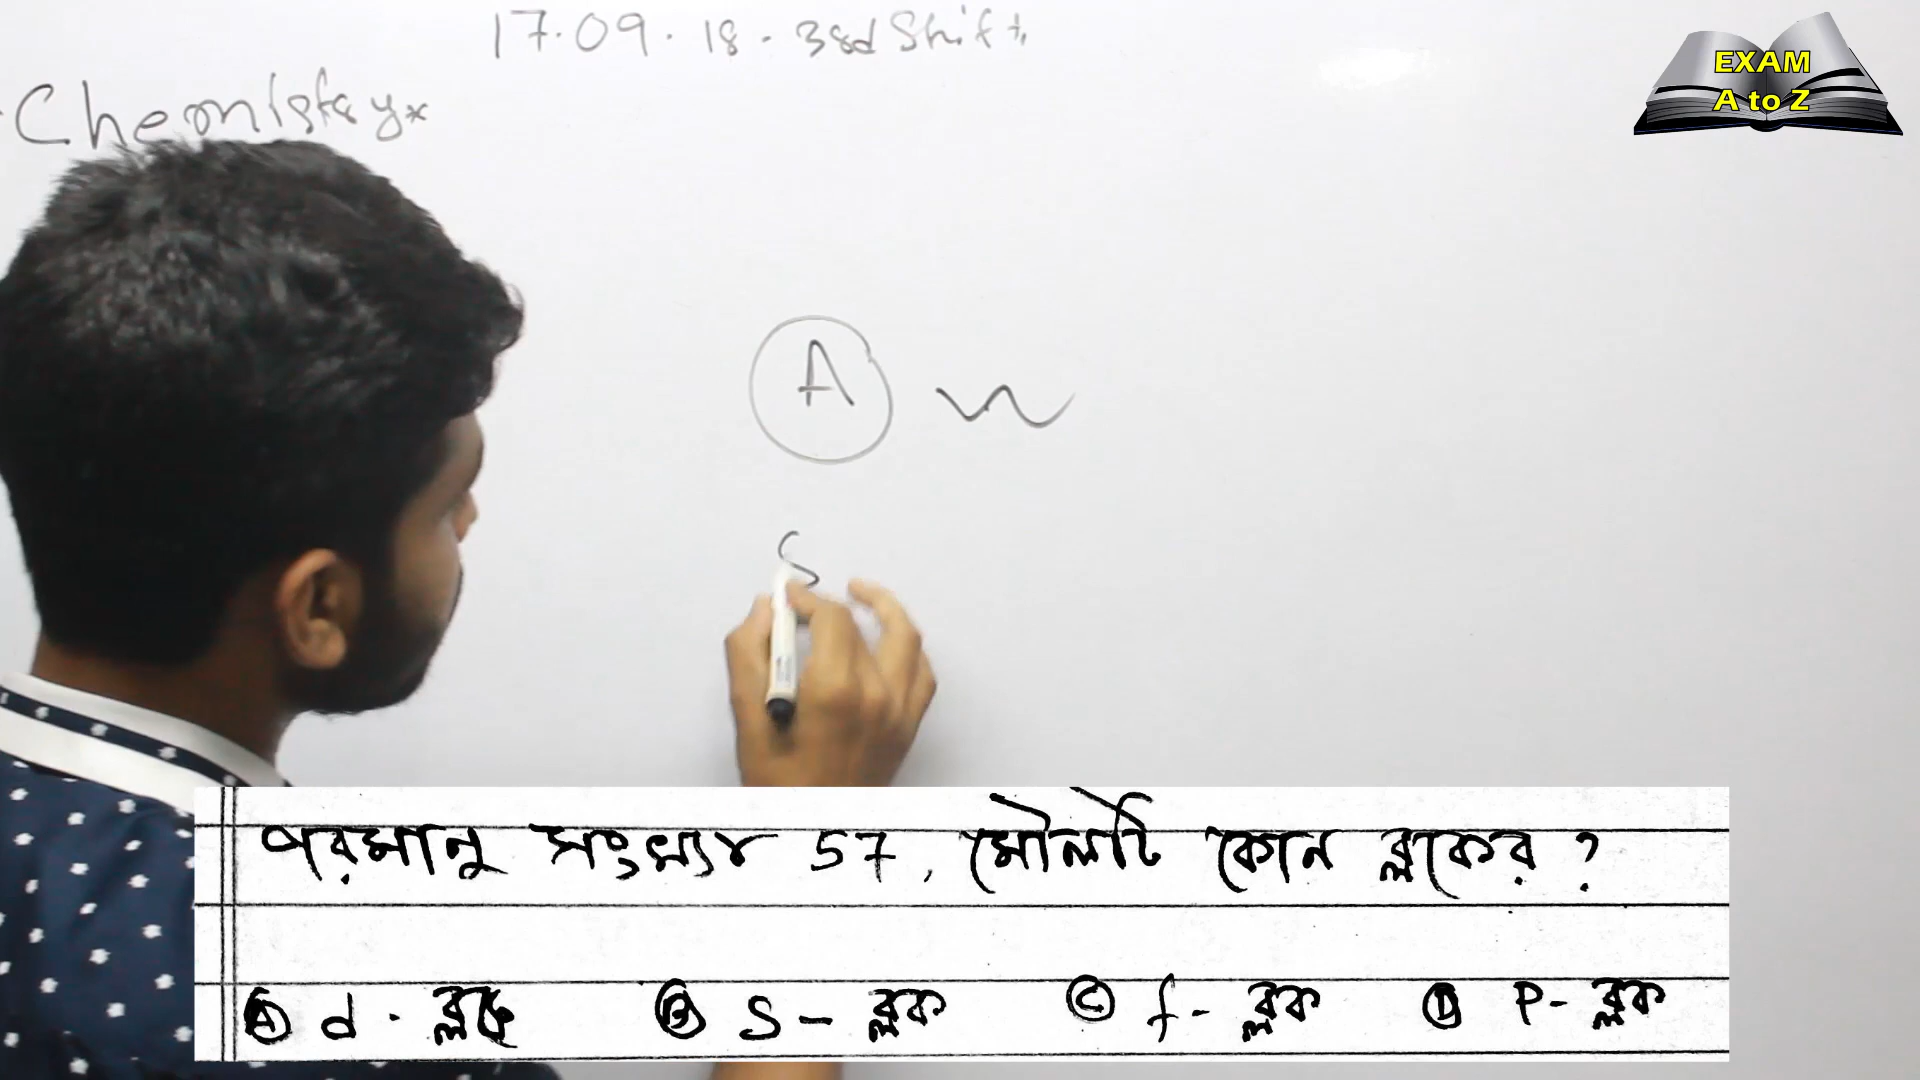 17.09.18.3rd Shift
Chemistry*
EXAM
A to Z
A
S
পরমানু সংখ্যা 57, মৌলটি কোন ব্লকের ?
A d - ব্লক B S - ব্লক C f - ব্লক D P - ব্লক